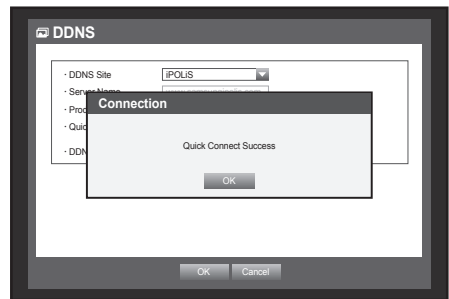 DDNS
· DDNS Site iPOLiS
· Server Name
· Prod
· Quic
· DDN
Connection
Quick Connect Success
OK
OK Cancel